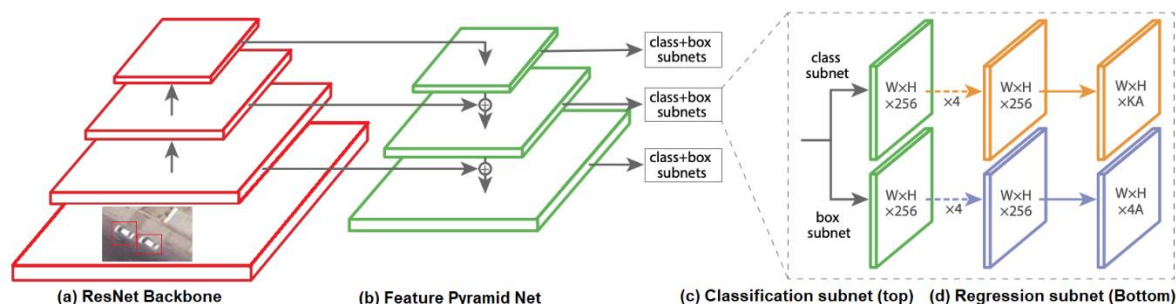 class+box
subnets
class+box
subnets
class+box
subnets
class
subnet
W×H
×256
×4
W×H
×256
W×H
×KA
box
subnet
W×H
×256
×4
W×H
×256
W×H
×4A
(a) ResNet Backbone
(b) Feature Pyramid Net
(c) Classification subnet (top)
(d) Regression subnet (Bottom)